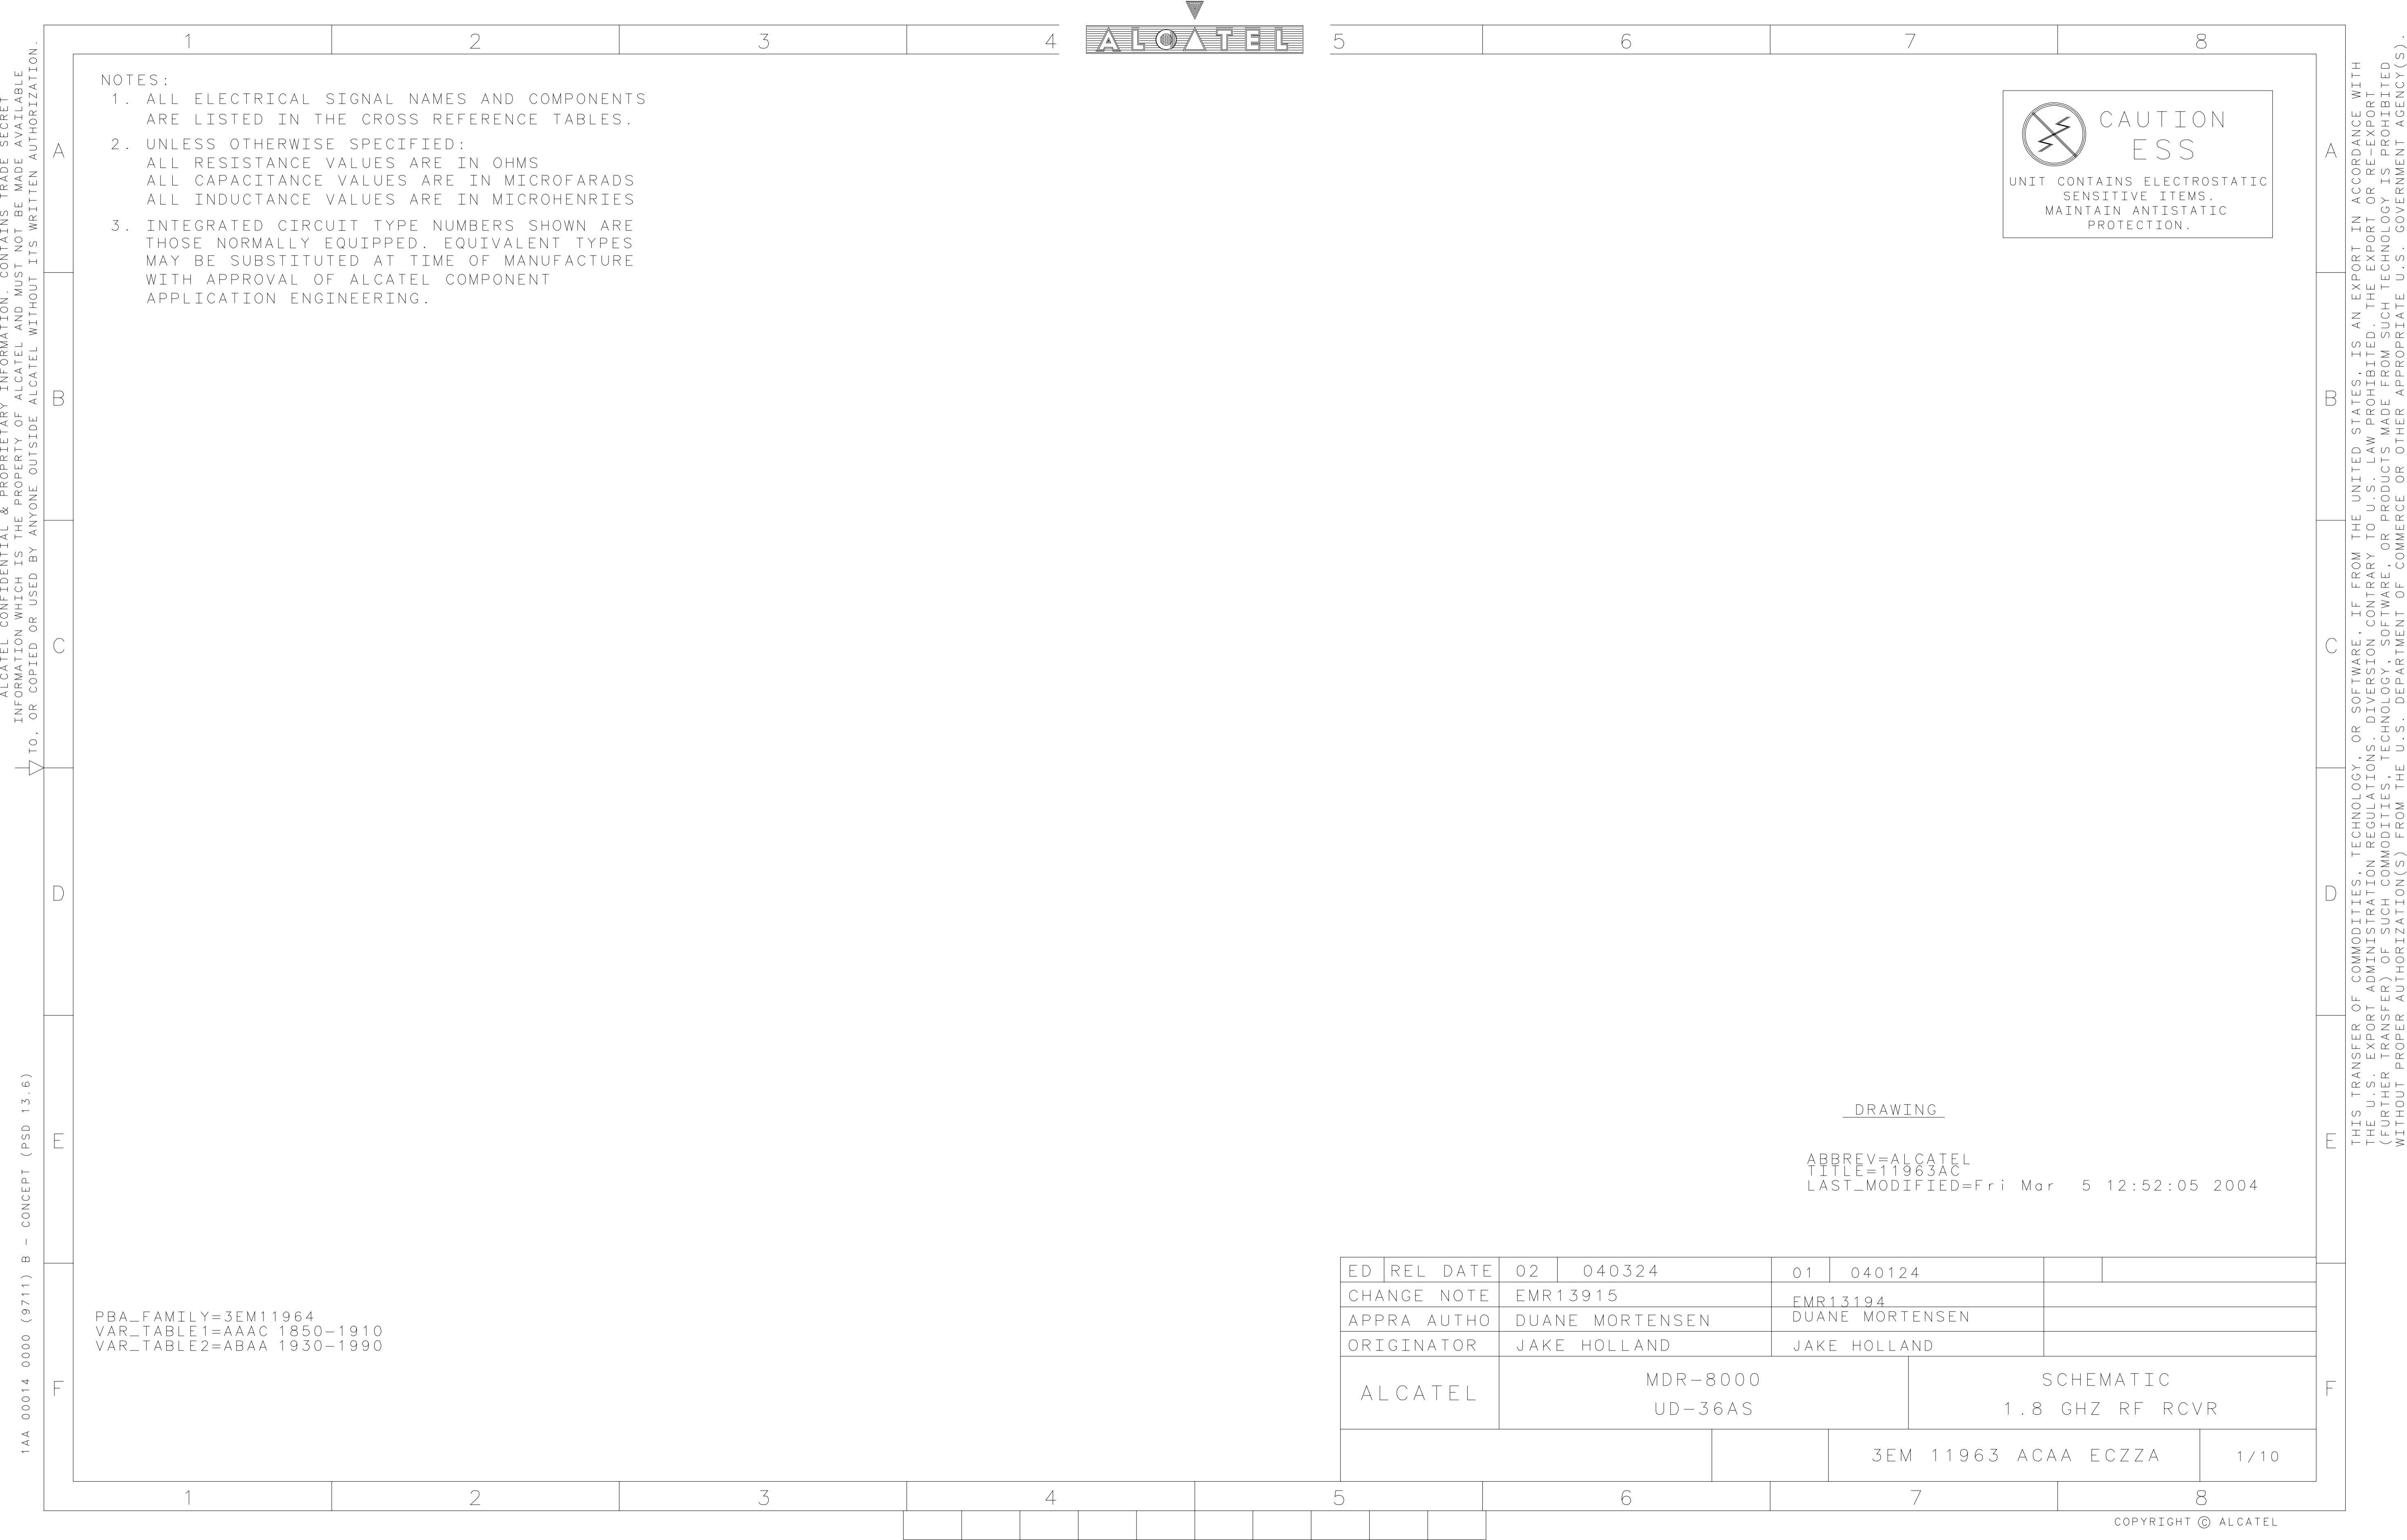 ALCATEL
1 2 3 4 5 6 7 8
NOTES:
1. ALL ELECTRICAL SIGNAL NAMES AND COMPONENTS
ARE LISTED IN THE CROSS REFERENCE TABLES.
2. UNLESS OTHERWISE SPECIFIED:
ALL RESISTANCE VALUES ARE IN OHMS
ALL CAPACITANCE VALUES ARE IN MICROFARADS
ALL INDUCTANCE VALUES ARE IN MICROHENRIES
3. INTEGRATED CIRCUIT TYPE NUMBERS SHOWN ARE
THOSE NORMALLY EQUIPPED. EQUIVALENT TYPES
MAY BE SUBSTITUTED AT TIME OF MANUFACTURE
WITH APPROVAL OF ALCATEL COMPONENT
APPLICATION ENGINEERING.
CAUTION
ESS
UNIT CONTAINS ELECTROSTATIC
SENSITIVE ITEMS.
MAINTAIN ANTISTATIC
PROTECTION.
A A
B B
C C
D D
E E
F F
ALCATEL CONFIDENTIAL & PROPRIETARY INFORMATION. CONTAINS TRADE SECRET
INFORMATION WHICH IS THE PROPERTY OF ALCATEL AND MUST NOT BE MADE AVAILABLE
TO, OR COPIED OR USED BY ANYONE OUTSIDE ALCATEL WITHOUT ITS WRITTEN AUTHORIZATION.
1AA 00014 0000 (9711) B - CONCEPT (PSD 13.6)
THIS TRANSFER OF COMMODITIES, TECHNOLOGY, OR SOFTWARE, IF FROM THE UNITED STATES, IS AN EXPORT IN ACCORDANCE WITH
THE U.S. EXPORT ADMINISTRATION REGULATIONS. DIVERSION CONTRARY TO U.S. LAW PROHIBITED. THE EXPORT OR RE-EXPORT
(FURTHER TRANSFER) OF SUCH COMMODITIES, TECHNOLOGY, SOFTWARE, OR PRODUCTS MADE FROM SUCH TECHNOLOGY IS PROHIBITED
WITHOUT PROPER AUTHORIZATION(S) FROM THE U.S. DEPARTMENT OF COMMERCE OR OTHER APPROPRIATE U.S. GOVERNMENT AGENCY(S).
DRAWING
ABBREV=ALCATEL
TITLE=11963AC
LAST_MODIFIED=Fri Mar 5 12:52:05 2004
PBA_FAMILY=3EM11964
VAR_TABLE1=AAAC 1850-1910
VAR_TABLE2=ABAA 1930-1990
ED REL DATE 02 040324 01 040124
CHANGE NOTE EMR13915 EMR13194
APPRA AUTHO DUANE MORTENSEN DUANE MORTENSEN
ORIGINATOR JAKE HOLLAND JAKE HOLLAND
ALCATEL
MDR-8000
UD-36AS
SCHEMATIC
1.8 GHZ RF RCVR
3EM 11963 ACAA ECZZA 1/10
1 2 3 4 5 6 7 8
COPYRIGHT © ALCATEL